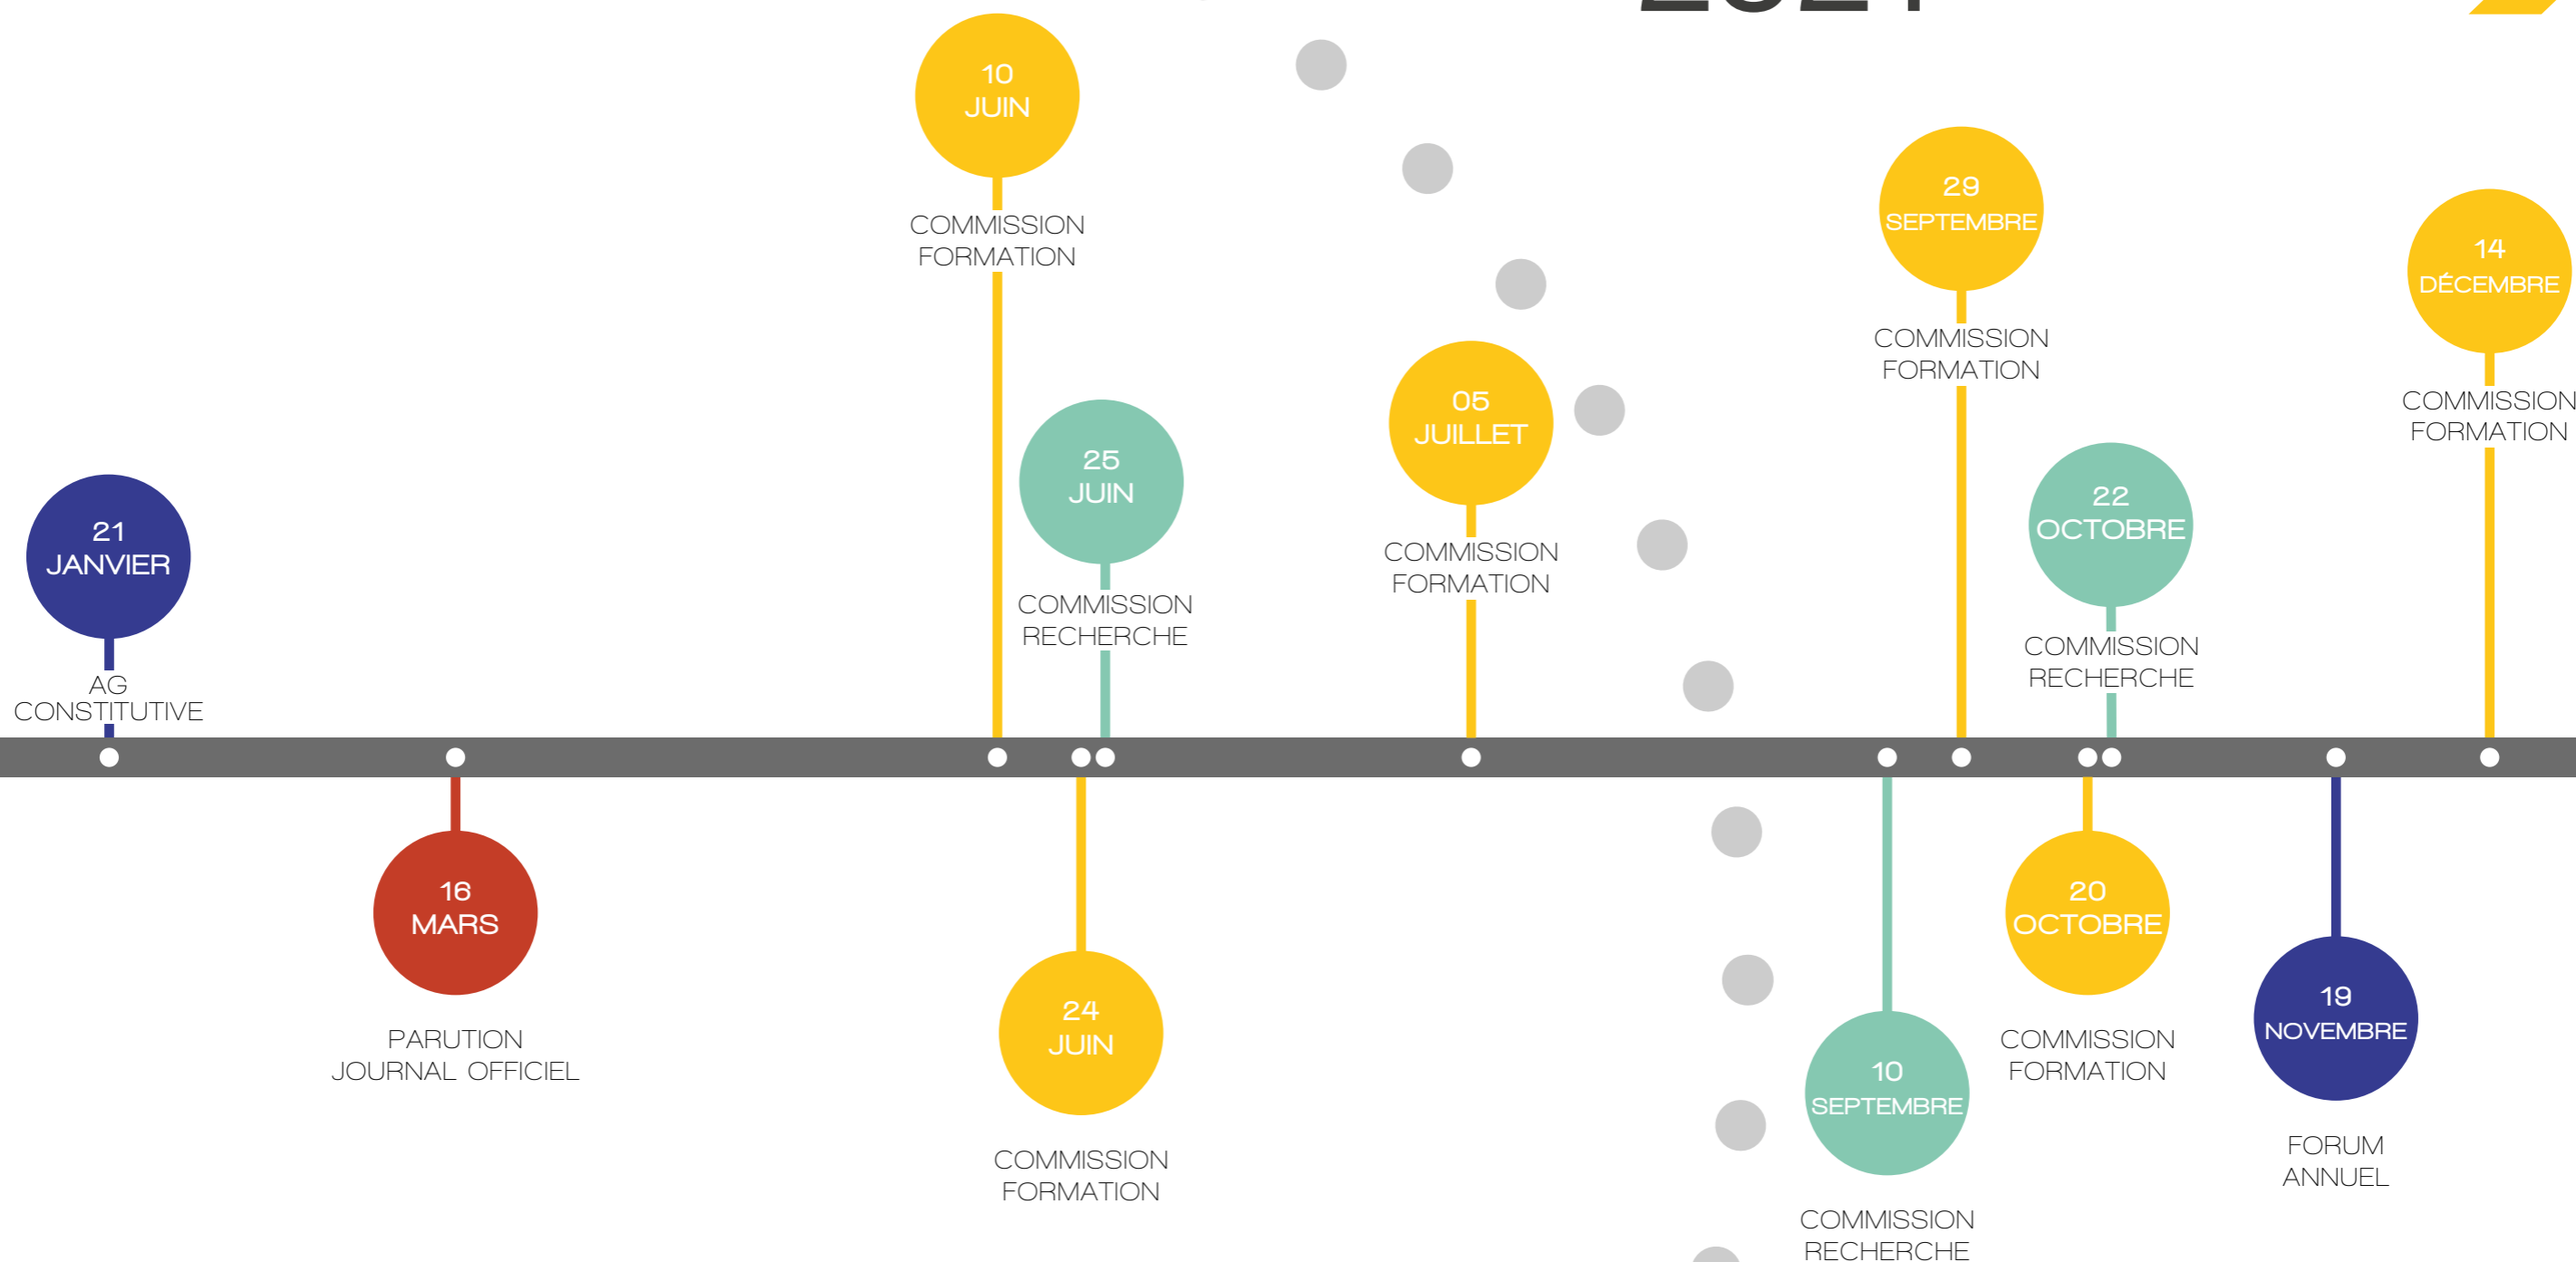 2021
10
JUIN
COMMISSION
FORMATION
29
SEPTEMBRE
COMMISSION
FORMATION
14
DÉCEMBRE
COMMISSION
FORMATION
05
JUILLET
COMMISSION
FORMATION
25
JUIN
COMMISSION
RECHERCHE
22
OCTOBRE
COMMISSION
RECHERCHE
21
JANVIER
AG
CONSTITUTIVE
16
MARS
PARUTION
JOURNAL OFFICIEL
24
JUIN
COMMISSION
FORMATION
10
SEPTEMBRE
COMMISSION
RECHERCHE
20
OCTOBRE
COMMISSION
FORMATION
19
NOVEMBRE
FORUM
ANNUEL